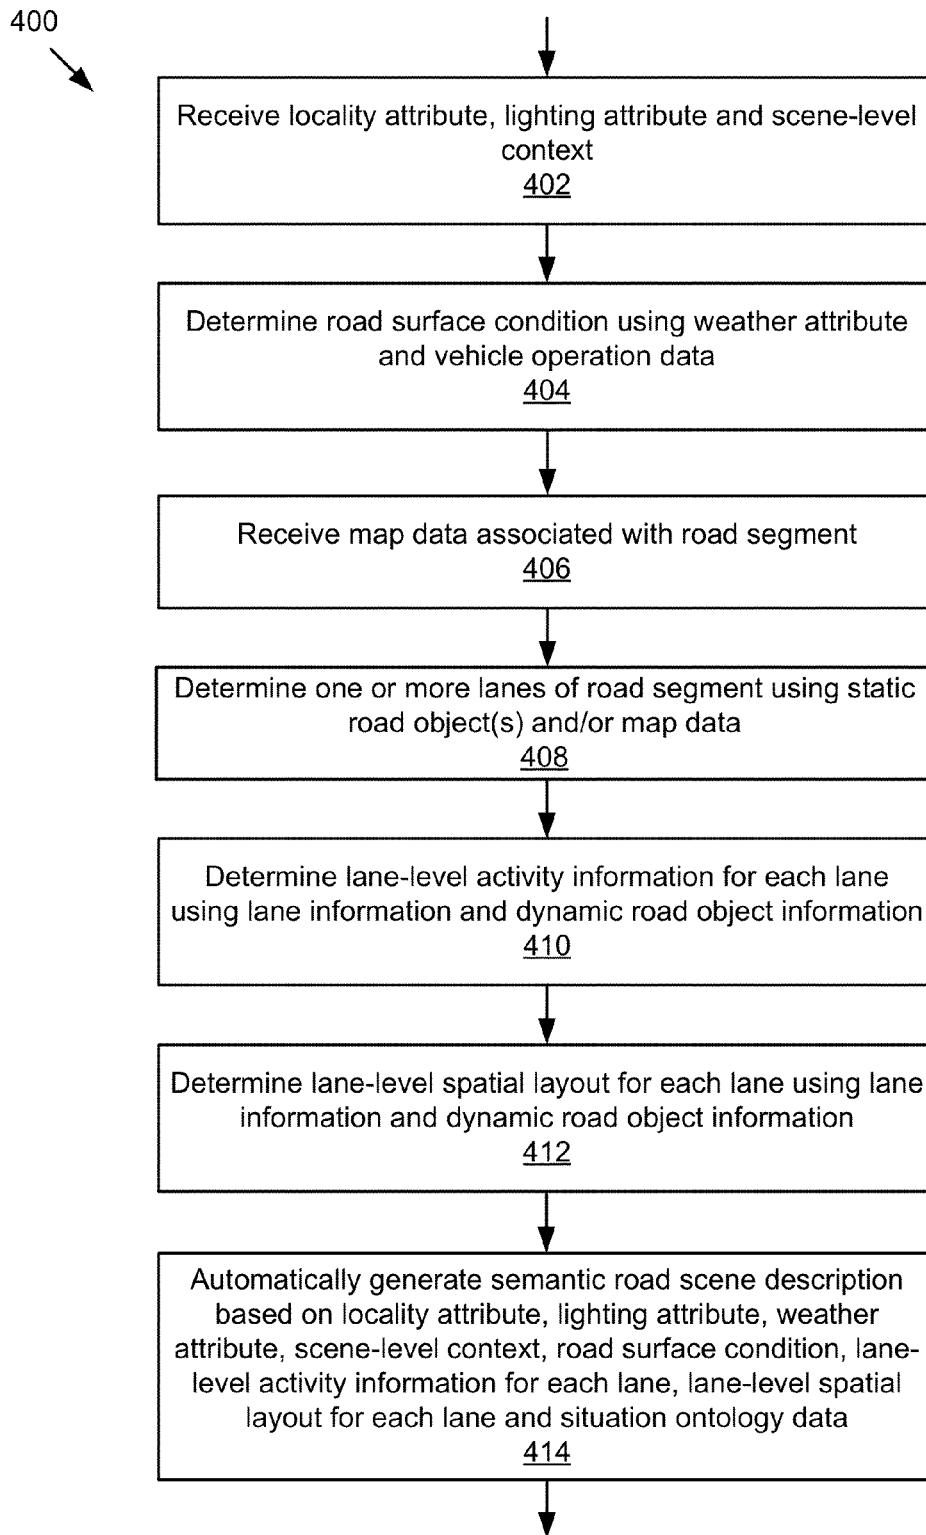 400
Receive locality attribute, lighting attribute and scene-level
context
402
Determine road surface condition using weather attribute
and vehicle operation data
404
Receive map data associated with road segment
406
Determine one or more lanes of road segment using static
road object(s) and/or map data
408
Determine lane-level activity information for each lane
using lane information and dynamic road object information
410
Determine lane-level spatial layout for each lane using lane
information and dynamic road object information
412
Automatically generate semantic road scene description
based on locality attribute, lighting attribute, weather
attribute, scene-level context, road surface condition, lane-
level activity information for each lane, lane-level spatial
layout for each lane and situation ontology data
414